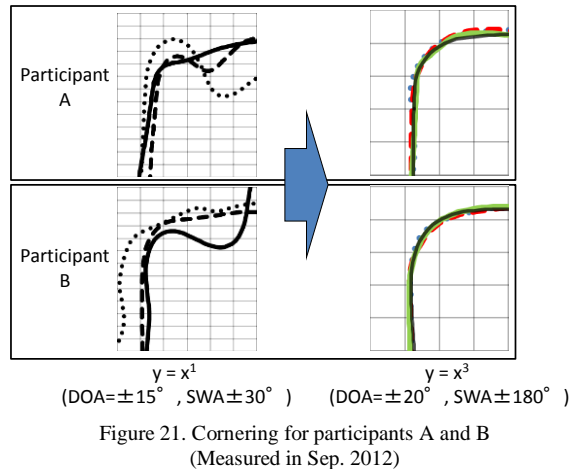 Participant
A
Participant
B
y = x¹
(DOA=±15° , SWA±30° )
y = x³
(DOA=±20° , SWA±180° )
Figure 21. Cornering for participants A and B
(Measured in Sep. 2012)